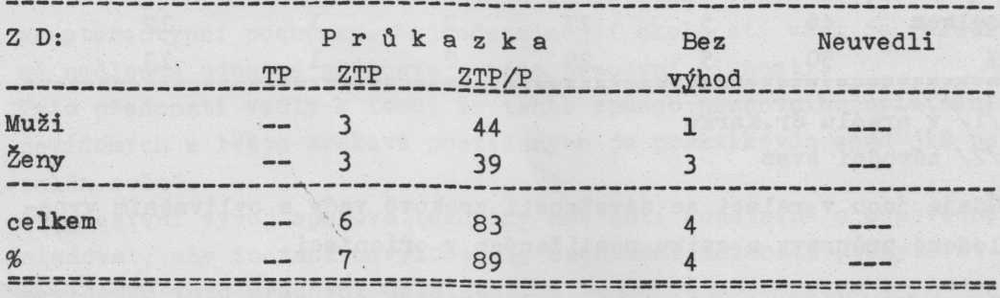 Z D: P r ů k a z k a Bez Neuvedli
TP ZTP ZTP/P výhod
Muži -- 3 44 1 ---
Ženy -- 3 39 3 ---
celkem -- 6 83 4 ---
% -- 7 89 4 ---